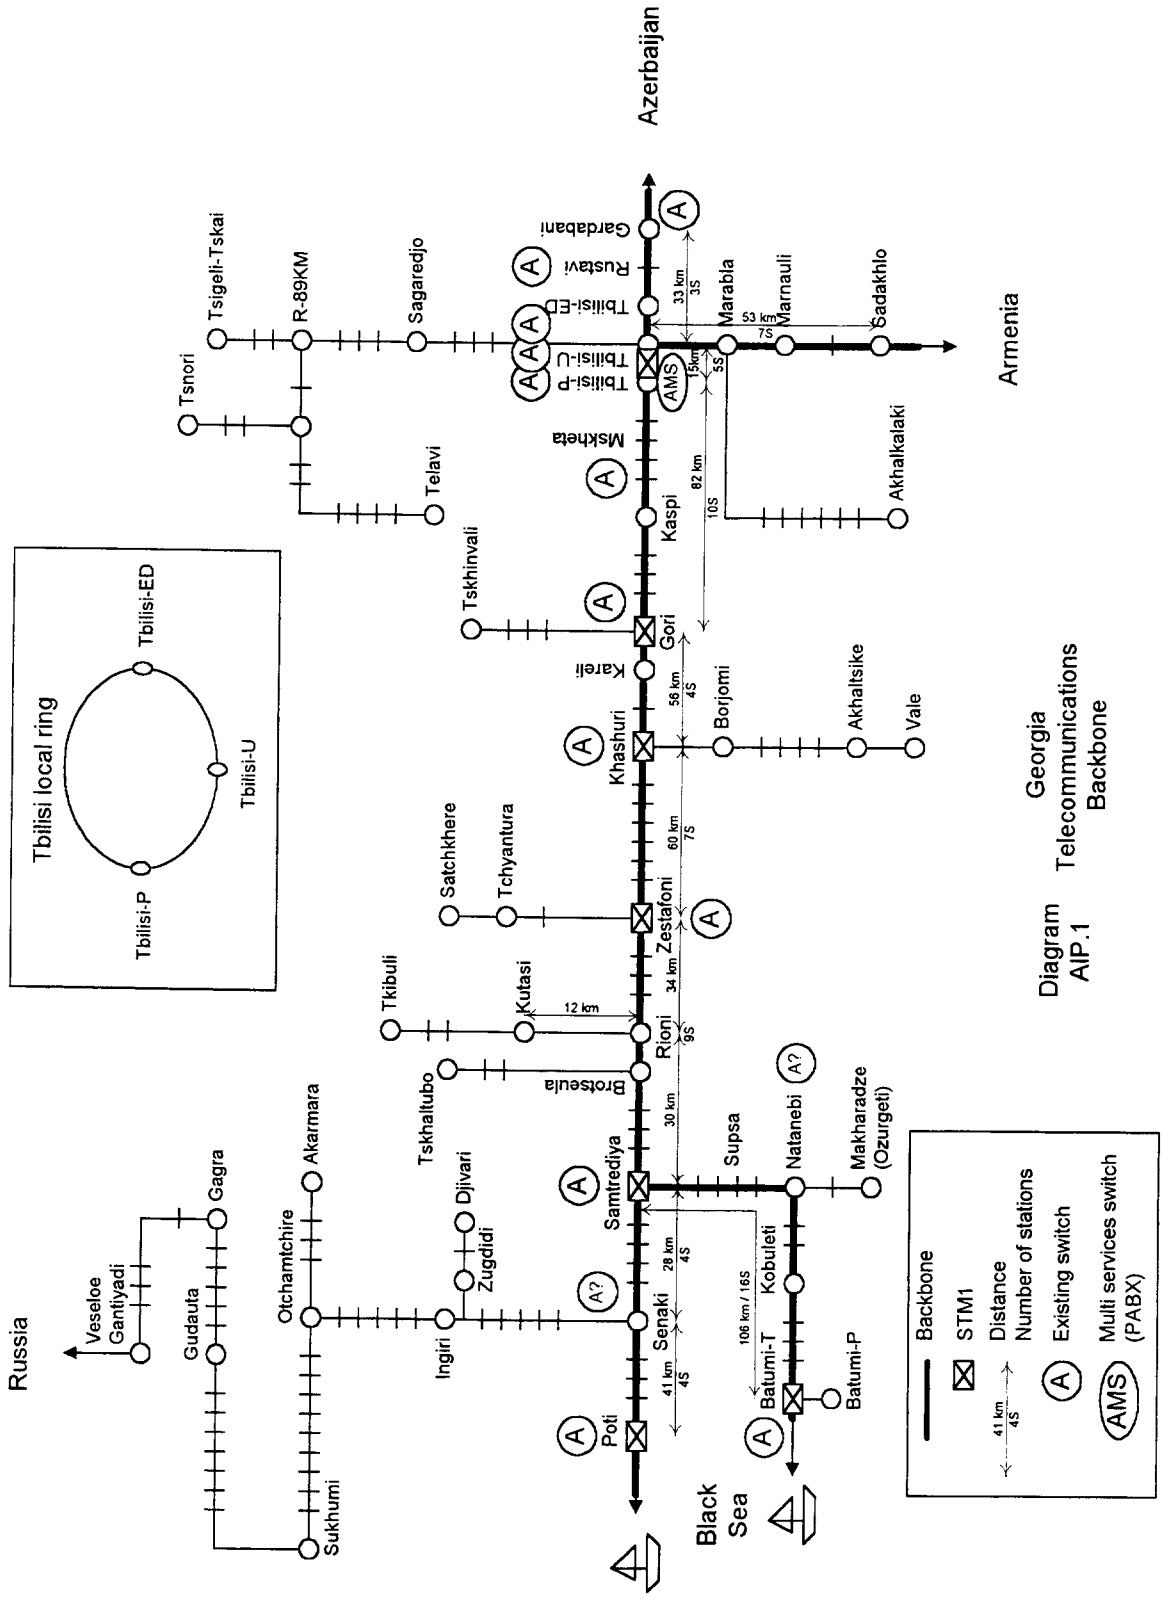 Russia
Veseloe
Gantiyadi
Gagra
Gudauta
Sukhumi
Otchamtchire
Akarmara
Ingiri
Zugdidi
Djivari
Tskhaltubo
Tkibuli
Kutasi
12 km
Satchkhere
Tchyantura
Tskhinvali
Telavi
Tsnori
Tsigeli-Tskai
R-89KM
Sagaredjo
Tbilisi local ring
Tbilisi-P
Tbilisi-U
Tbilisi-ED
A
Poti
A?
Senaki
A
Samtrediya
Brotseula
Rioni
Zestafoni
A
Khashuri
A
Kareli
Gori
A
Kaspi
A
Mskheta
Tbilisi-P
Tbilisi-U
Tbilisi-ED
A
A
A
AMS
Rustavi
A
Gardabani
A
Azerbaijan
41 km
4S
28 km
4S
30 km
9S
34 km
60 km
7S
56 km
4S
82 km
10S
15km
5S
33 km
3S
53 km
7S
Marabla
Marnauli
Sadakhlo
Armenia
Akhalkalaki
Borjomi
Akhaltsike
Vale
Supsa
Natanebi
A?
Makharadze
(Ozurgeti)
Kobuleti
106 km / 16S
Batumi-T
A
Batumi-P
Black
Sea
Backbone
STM1
41 km
4S
Distance
Number of stations
A
Existing switch
AMS
Multi services switch
(PABX)
Diagram
AIP.1
Georgia
Telecommunications
Backbone